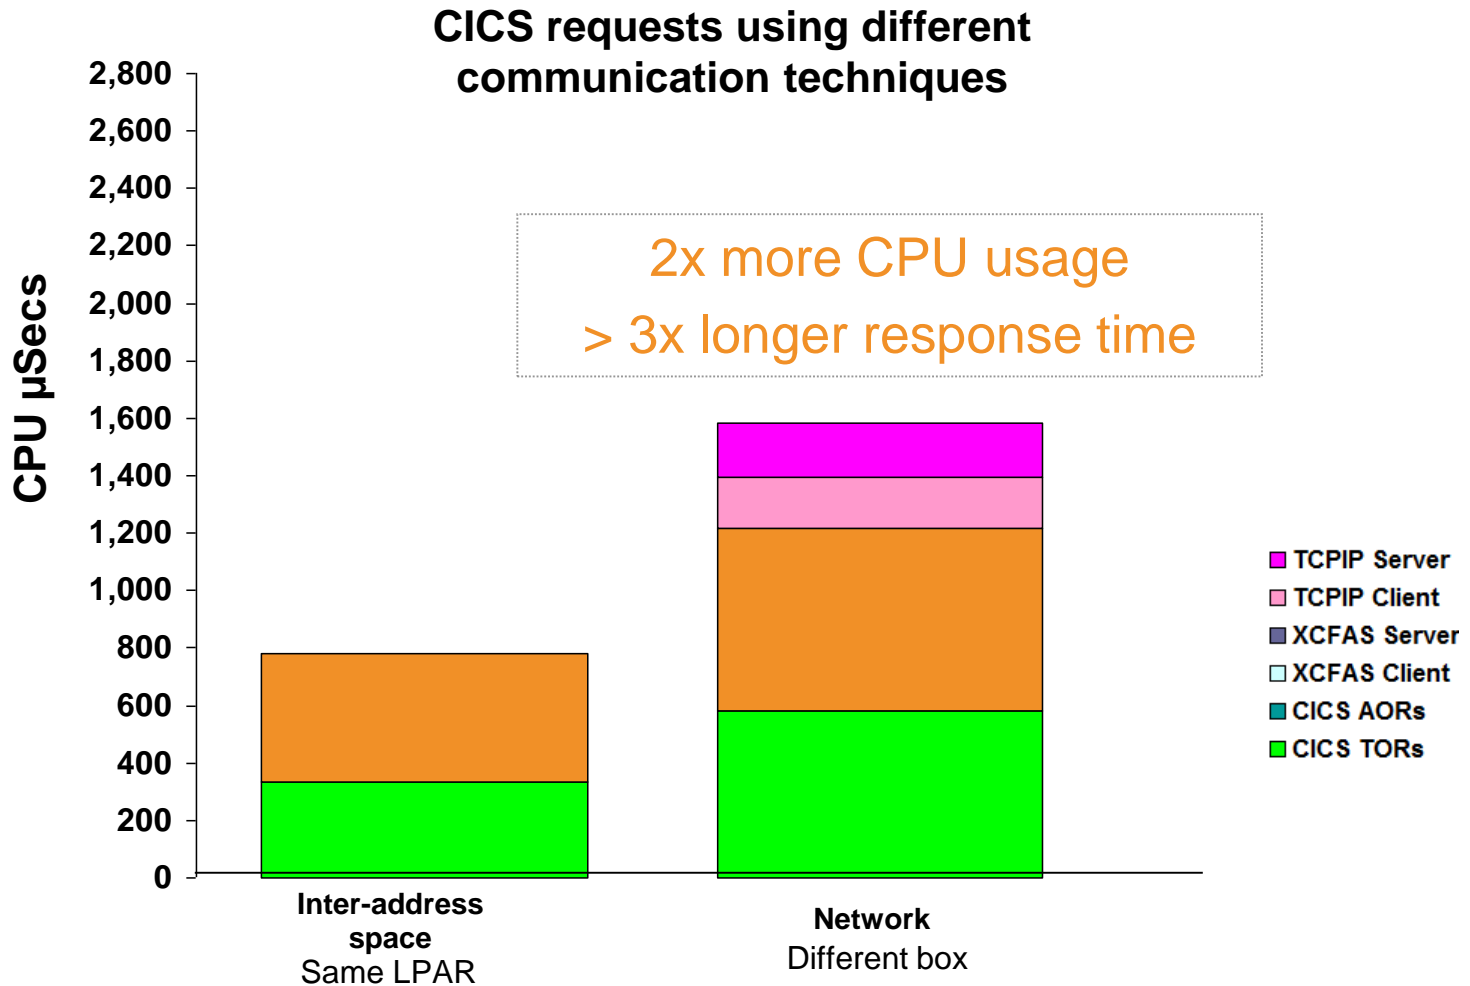 CICS requests using different
communication techniques
2,800
2,600
2,400
2,200
2,000
1,800
1,600
1,400
1,200
1,000
800
600
400
200
0
CPU µSecs
2x more CPU usage
> 3x longer response time
TCPIP Server
TCPIP Client
XCFAS Server
XCFAS Client
CICS AORs
CICS TORs
Inter-address
space
Same LPAR
Network
Different box